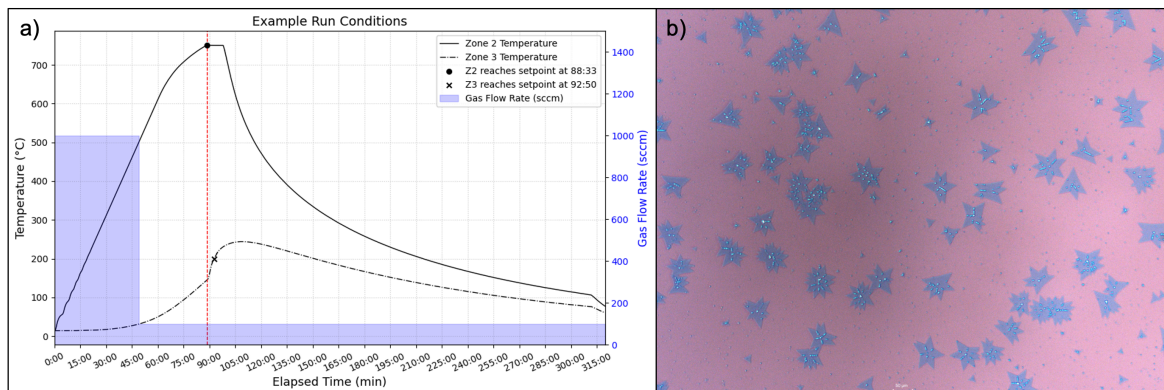 a)
Example Run Conditions
Zone 2 Temperature
Zone 3 Temperature
Z2 reaches setpoint at 88:33
Z3 reaches setpoint at 92:50
Gas Flow Rate (sccm)
Temperature (°C)
700
600
500
400
300
200
100
0
Gas Flow Rate (sccm)
1400
1200
1000
800
600
400
200
0
0:00 15:00 30:00 45:00 60:00 75:00 90:00 105:00 120:00 135:00 150:00 165:00 180:00 195:00 210:00 225:00 240:00 255:00 270:00 285:00 300:00 315:00
Elapsed Time (min)
b)